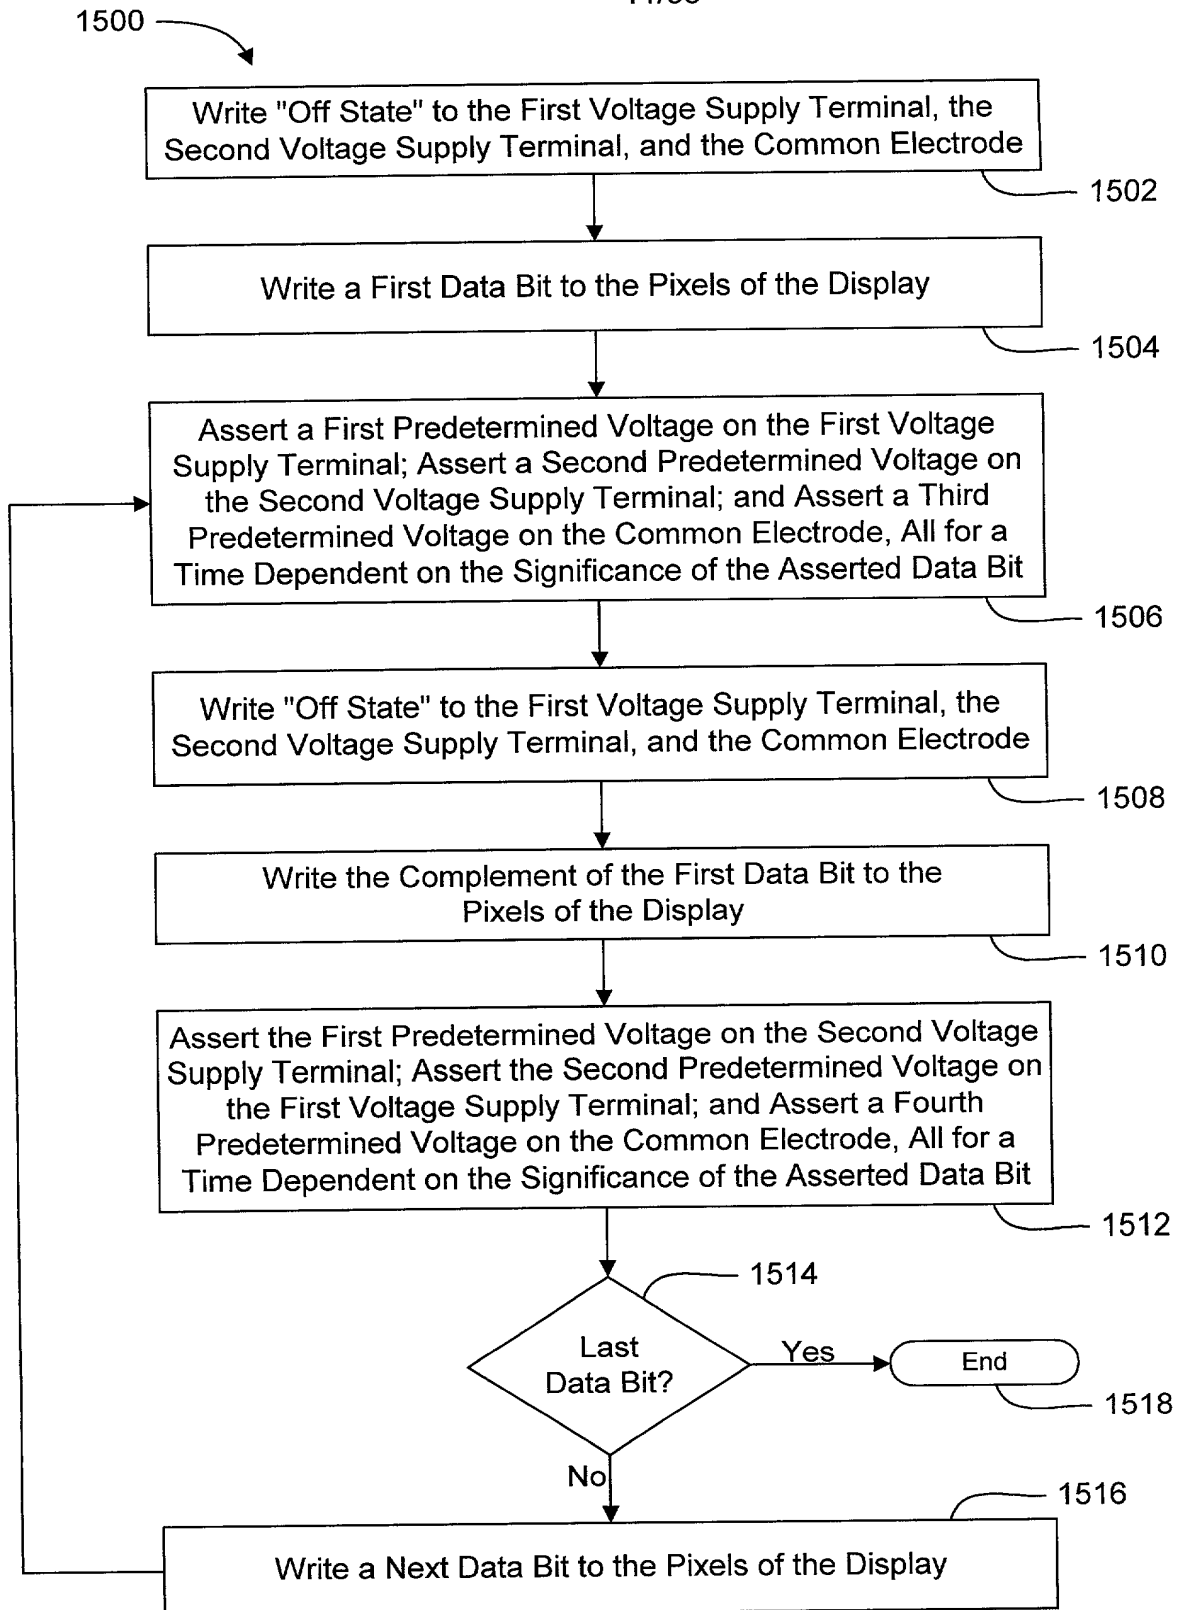 1500
Write "Off State" to the First Voltage Supply Terminal, the
Second Voltage Supply Terminal, and the Common Electrode
1502
Write a First Data Bit to the Pixels of the Display
1504
Assert a First Predetermined Voltage on the First Voltage
Supply Terminal; Assert a Second Predetermined Voltage on
the Second Voltage Supply Terminal; and Assert a Third
Predetermined Voltage on the Common Electrode, All for a
Time Dependent on the Significance of the Asserted Data Bit
1506
Write "Off State" to the First Voltage Supply Terminal, the
Second Voltage Supply Terminal, and the Common Electrode
1508
Write the Complement of the First Data Bit to the
Pixels of the Display
1510
Assert the First Predetermined Voltage on the Second Voltage
Supply Terminal; Assert the Second Predetermined Voltage on
the First Voltage Supply Terminal; and Assert a Fourth
Predetermined Voltage on the Common Electrode, All for a
Time Dependent on the Significance of the Asserted Data Bit
1512
1514
Last
Data Bit?
Yes
End
1518
No
1516
Write a Next Data Bit to the Pixels of the Display